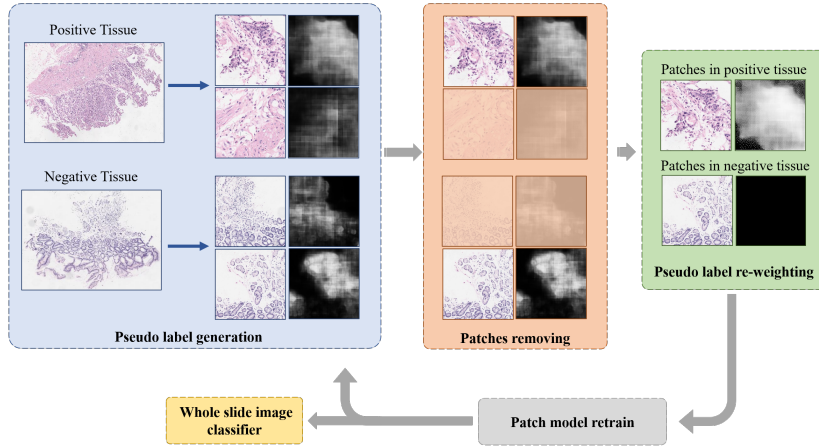 Positive Tissue
Negative Tissue
Pseudo label generation
Patches removing
Patches in positive tissue
Patches in negative tissue
Pseudo label re-weighting
Whole slide image
classifier
Patch model retrain